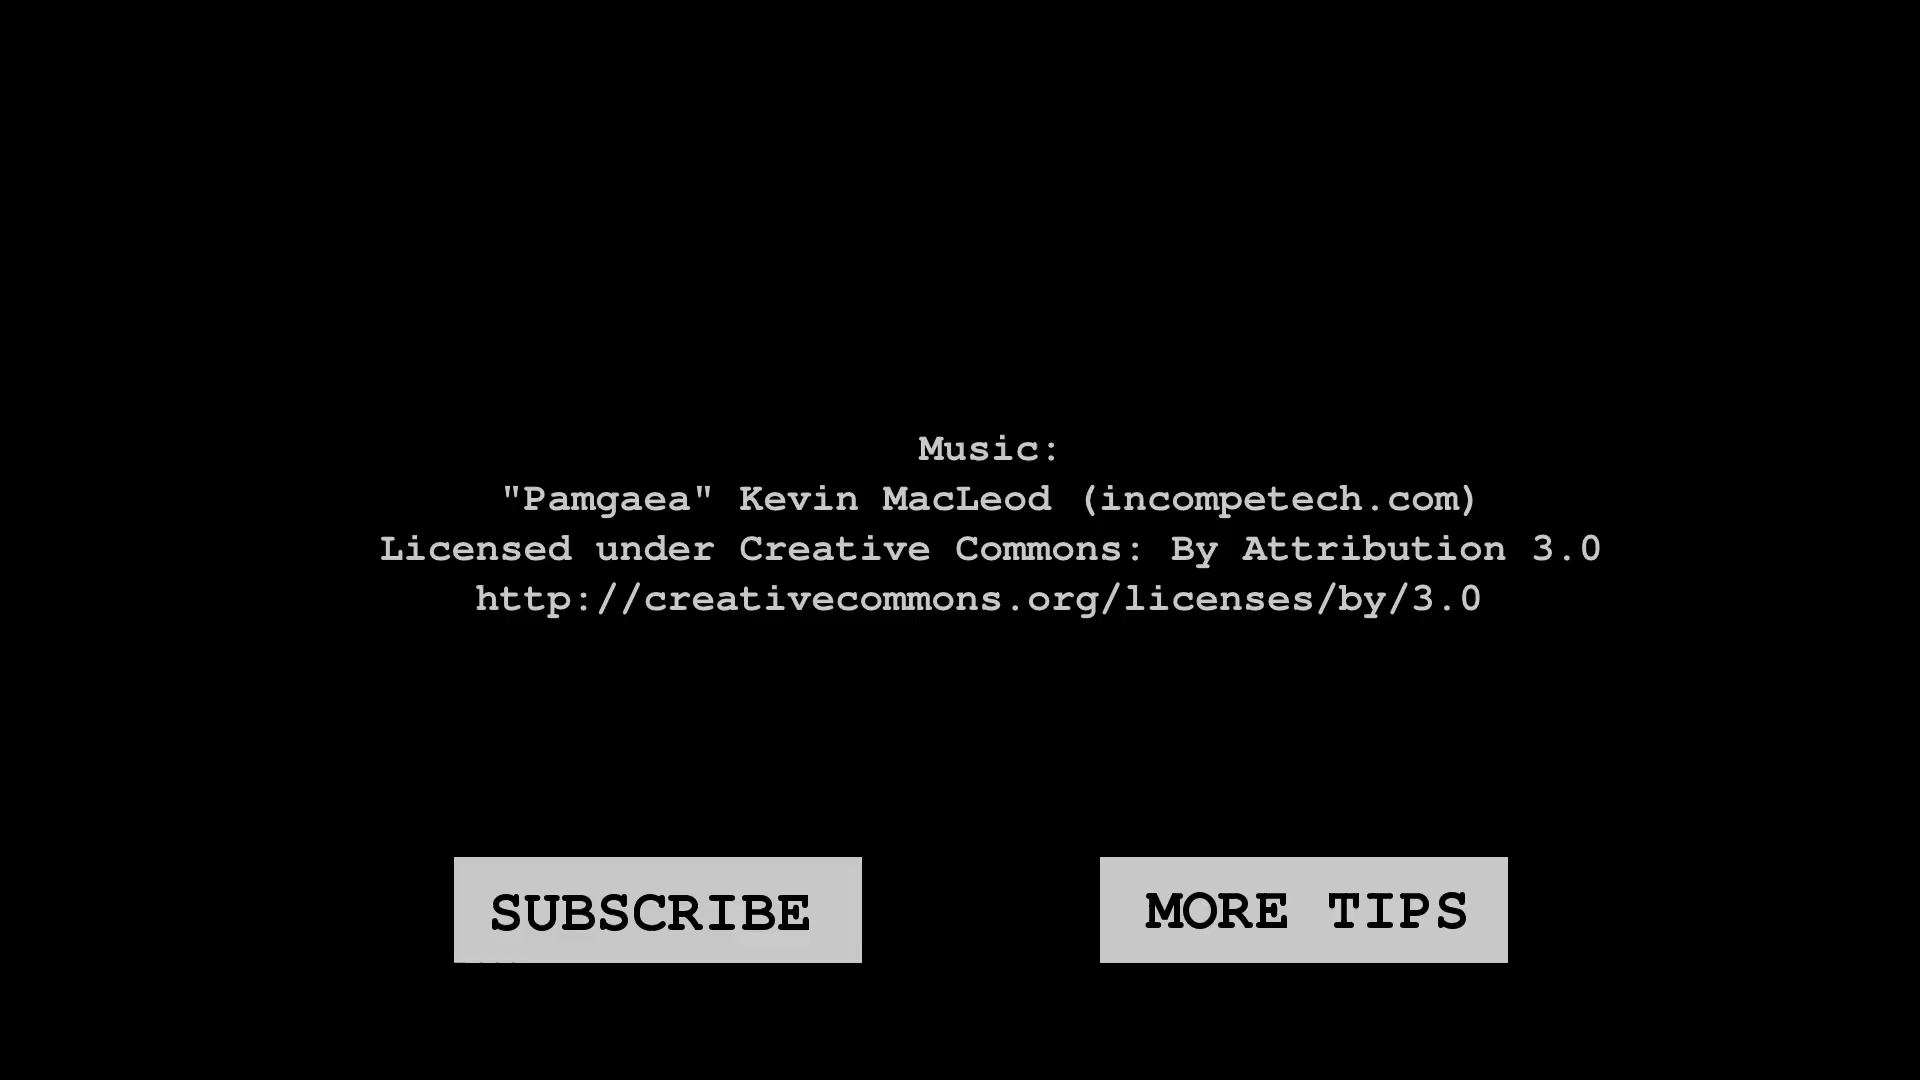 Music:
"Pamgaea" Kevin MacLeod (incompetech.com)
Licensed under Creative Commons: By Attribution 3.0
http://creativecommons.org/licenses/by/3.0
SUBSCRIBE
MORE TIPS